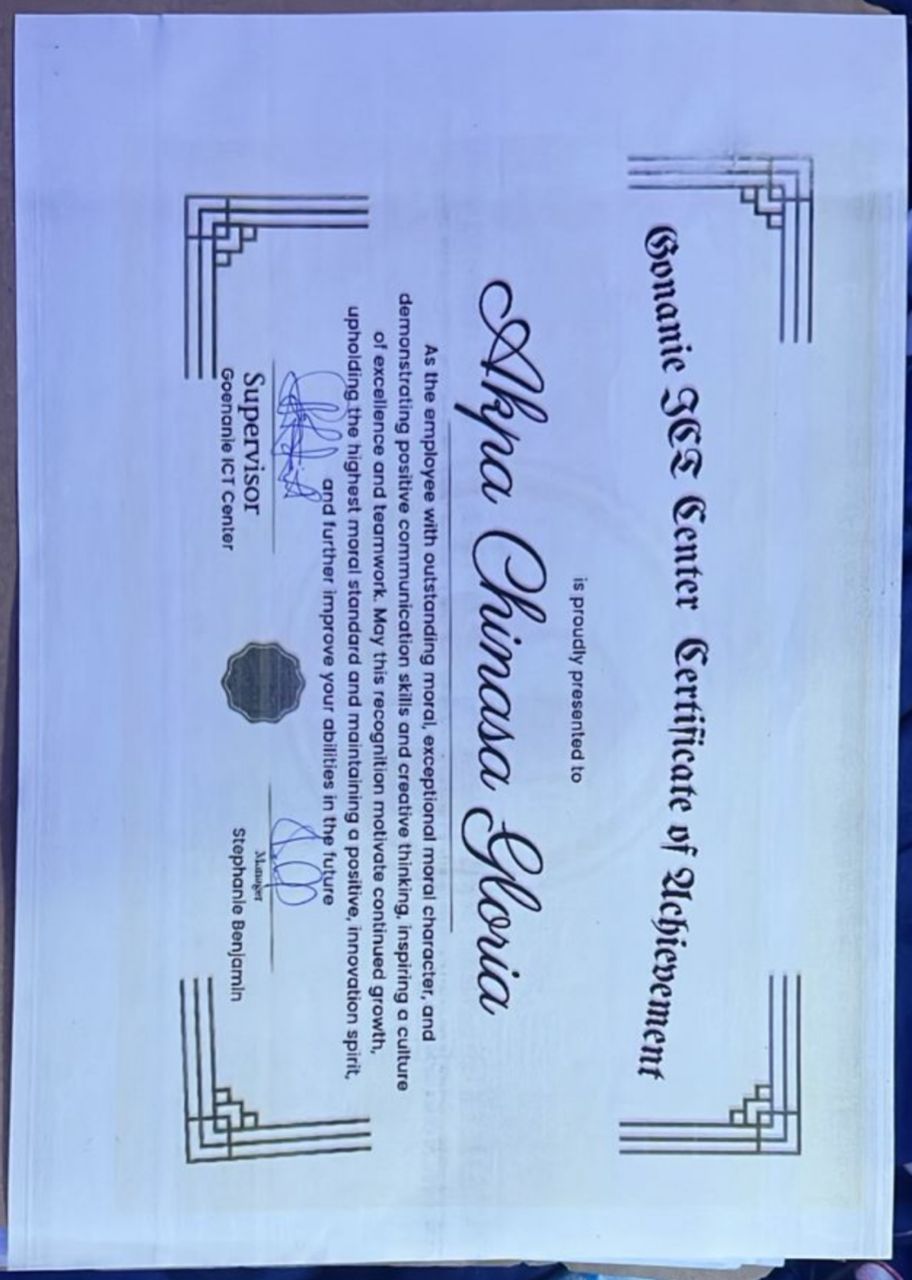 Gonanie ICT Center Certificate of Achievement
is proudly presented to
Akpa Chinasa Gloria
As the employee with outstanding moral, exceptional moral character, and
demonstrating positive communication skills and creative thinking, inspiring a culture
of excellence and teamwork. May this recognition motivate continued growth,
upholding the highest moral standard and maintaining a positive, innovation spirit,
and further improve your abilities in the future
Supervisor
Goenanie ICT Center
Manager
Stephanie Benjamin